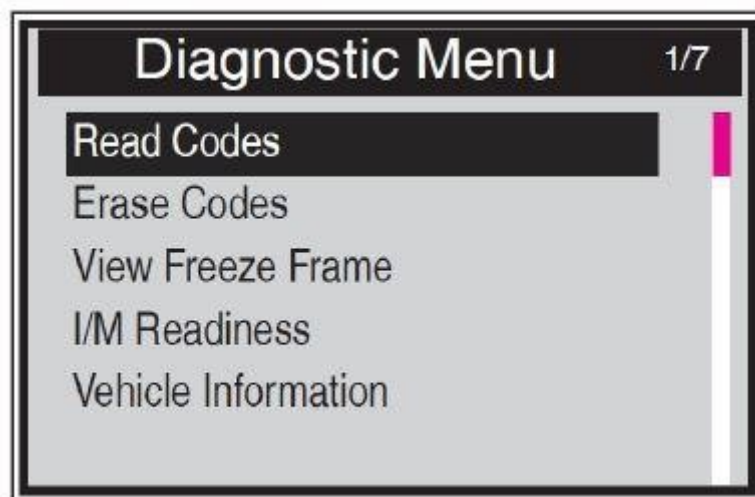 Diagnostic Menu 1/7
Read Codes
Erase Codes
View Freeze Frame
I/M Readiness
Vehicle Information